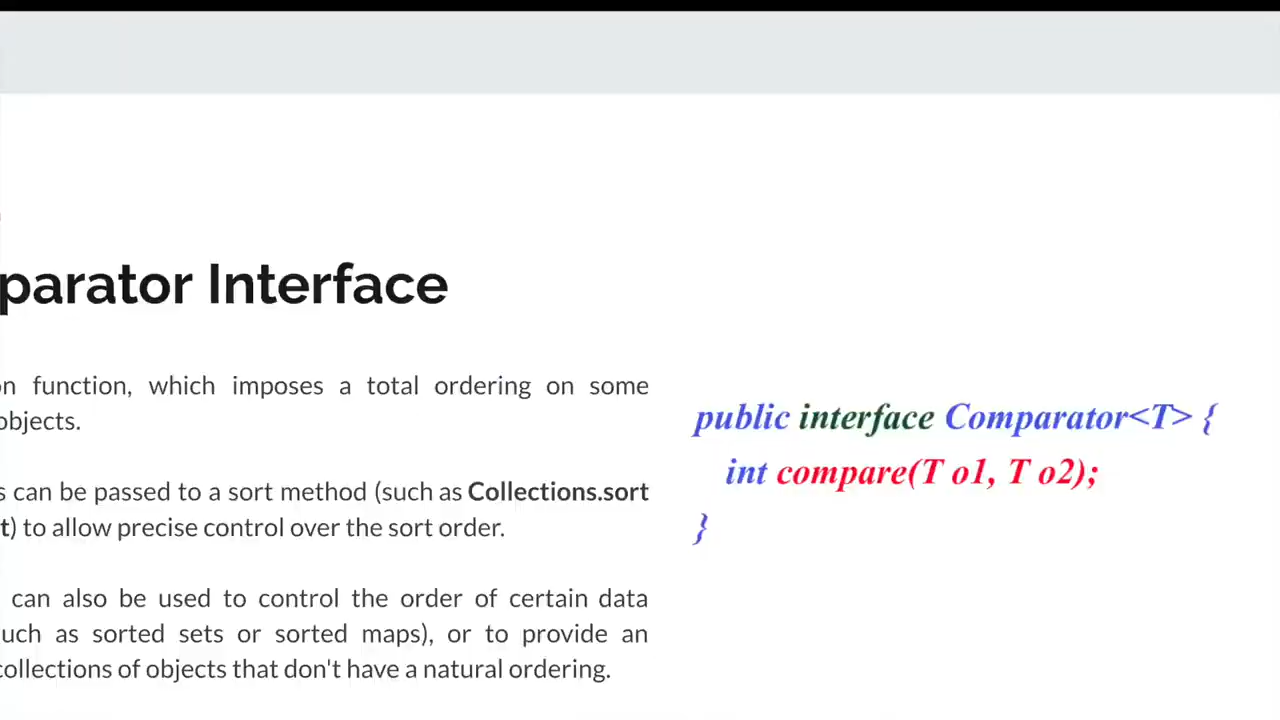 parator Interface
on function, which imposes a total ordering on some
objects.
s can be passed to a sort method (such as Collections.sort
t) to allow precise control over the sort order.
can also be used to control the order of certain data
uch as sorted sets or sorted maps), or to provide an
collections of objects that don't have a natural ordering.
public interface Comparator<T> {
int compare(T o1, T o2);
}